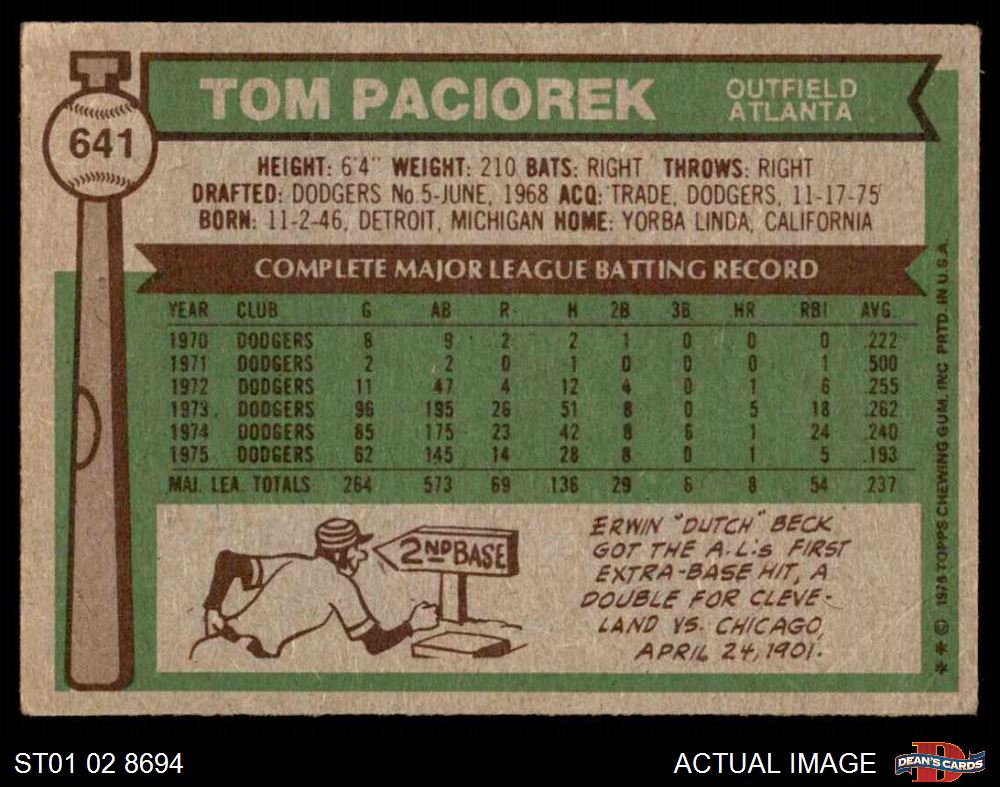 641
TOM PACIOREK
OUTFIELD
ATLANTA
HEIGHT: 6'4" WEIGHT: 210 BATS: RIGHT THROWS: RIGHT
DRAFTED: DODGERS No.5-JUNE, 1968 ACQ: TRADE, DODGERS, 11-17-75
BORN: 11-2-46, DETROIT, MICHIGAN HOME: YORBA LINDA, CALIFORNIA
COMPLETE MAJOR LEAGUE BATTING RECORD
YEAR CLUB G AB R H 2B 3B HR RBI AVG.
1970 DODGERS 8 9 2 2 1 0 0 0 .222
1971 DODGERS 2 2 0 1 0 0 0 1 .500
1972 DODGERS 11 47 4 12 4 0 1 6 .255
1973 DODGERS 96 195 26 51 8 0 5 18 .262
1974 DODGERS 85 175 23 42 8 6 1 24 .240
1975 DODGERS 62 145 14 28 8 0 1 5 .193
MAJ. LEA. TOTALS 264 573 69 136 29 6 8 54 .237
2ND BASE
ERWIN "DUTCH" BECK
GOT THE A.L.'s FIRST
EXTRA-BASE HIT, A
DOUBLE FOR CLEVE-
LAND VS. CHICAGO,
APRIL 24, 1901.
** © 1976 TOPPS CHEWING GUM, INC PRTD. IN U.S.A.
ST01 02 8694
ACTUAL IMAGE
D
DEAN'S CARDS